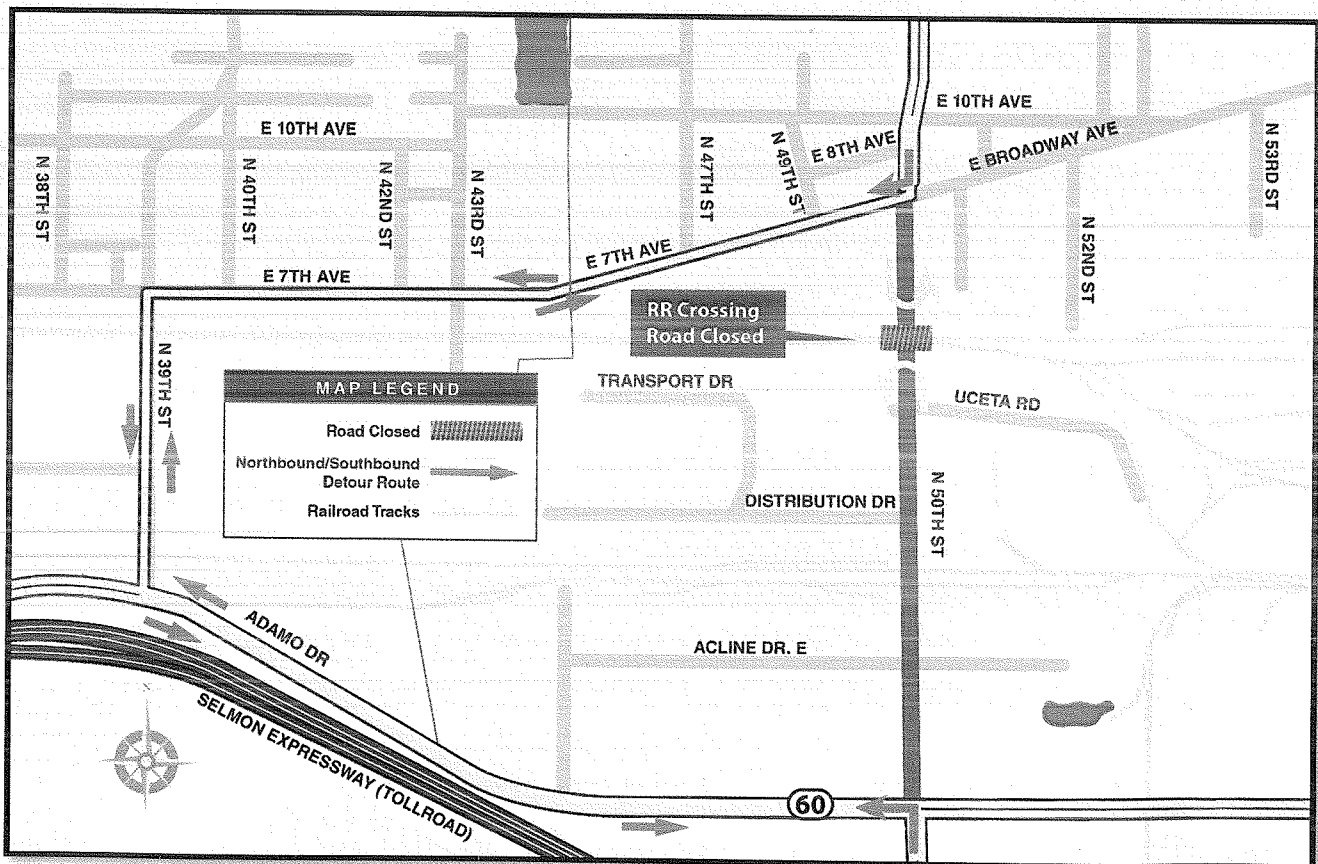 E 10TH AVE
E 10TH AVE
E 8TH AVE
E BROADWAY AVE
N 38TH ST
N 40TH ST
N 42ND ST
N 43RD ST
N 47TH ST
N 49TH ST
N 52ND ST
N 53RD ST
E 7TH AVE
E 7TH AVE
RR Crossing
Road Closed
N 39TH ST
MAP LEGEND
Road Closed
Northbound/Southbound
Detour Route
Railroad Tracks
TRANSPORT DR
UCETA RD
DISTRIBUTION DR
N 50TH ST
ADAMO DR
ACLINE DR. E
SELMON EXPRESSWAY (TOLLROAD)
60